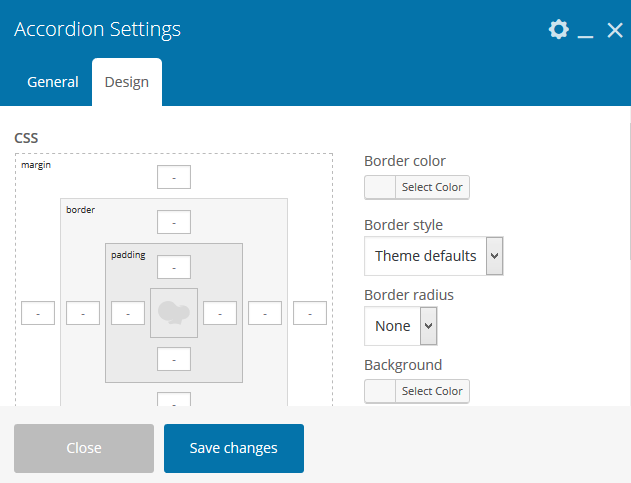 Accordion Settings
General
Design
CSS
margin
-
border
-
padding
-
- - - - - -
-
-
Border color
Select Color
Border style
Theme defaults
Border radius
None
Background
Select Color
Close
Save changes